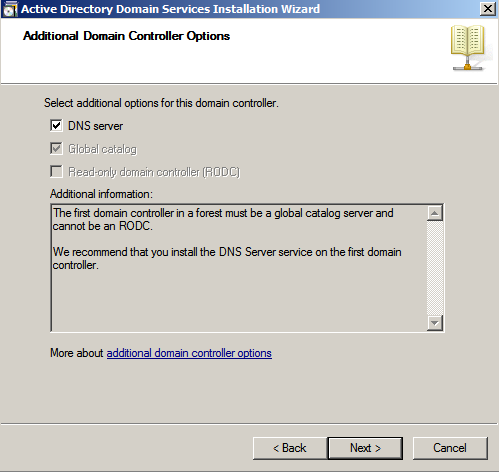 Active Directory Domain Services Installation Wizard
Additional Domain Controller Options
Select additional options for this domain controller.
DNS server
Global catalog
Read-only domain controller (RODC)
Additional information:
The first domain controller in a forest must be a global catalog server and
cannot be an RODC.
We recommend that you install the DNS Server service on the first domain
controller.
More about additional domain controller options
< Back
Next >
Cancel